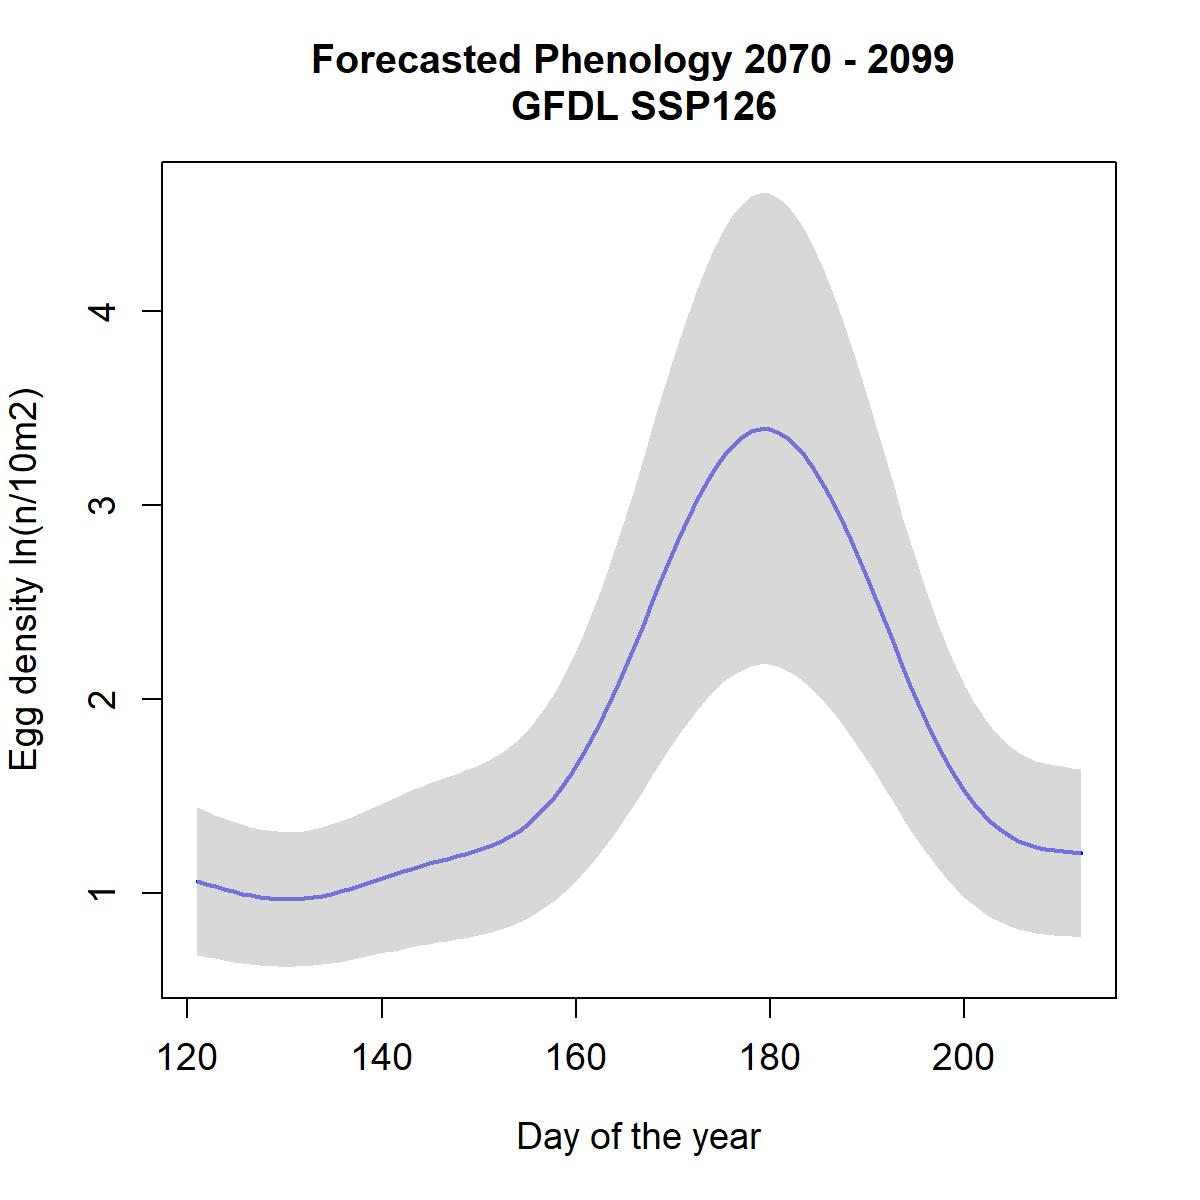 Forecasted Phenology 2070 - 2099
GFDL SSP126
Egg density ln(n/10m2)
4
3
2
1
120 140 160 180 200
Day of the year